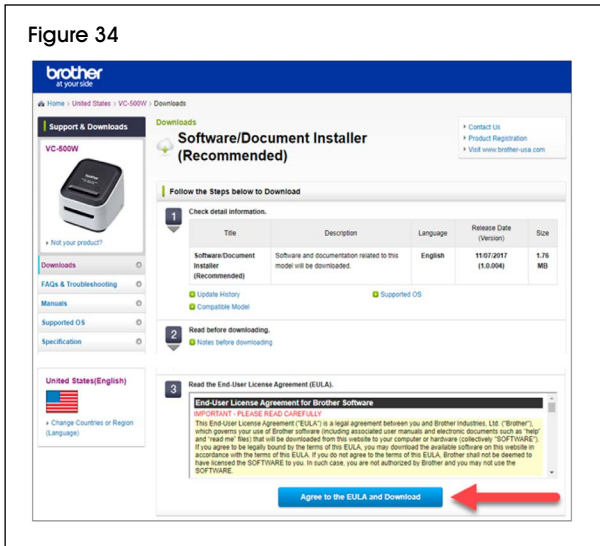 Figure 34
brother
at your side
Home › United States › VC-500W › Downloads
Support & Downloads
VC-500W
Not your product?
Downloads
FAQs & Troubleshooting
Manuals
Supported OS
Specification
United States(English)
Change Countries or Region
(Language)
Downloads
Software/Document Installer
(Recommended)
Contact Us
Product Registration
Visit www.brother-usa.com
Follow the Steps below to Download
1
Check detail information.
Title Description Language Release Date
(Version) Size
Software/Document
Installer
(Recommended)
Software and documentation related to this
model will be downloaded.
English
11/07/2017
(1.0.004)
1.76
MB
Update History
Supported OS
Compatible Model
2
Read before downloading.
Notes before downloading
3
Read the End-User License Agreement (EULA).
End-User License Agreement for Brother Software
IMPORTANT - PLEASE READ CAREFULLY
This End-User License Agreement ("EULA") is a legal agreement between you and Brother Industries, Ltd. ("Brother"),
which governs your use of Brother software (including associated user manuals and electronic documents such as 'help'
and 'read me' files) that will be downloaded from this website to your computer or hardware (collectively "SOFTWARE").
If you agree to be legally bound by the terms of this EULA, you may download the available software on this website in
accordance with the terms of this EULA. If you do not agree to the terms of this EULA, Brother shall not be deemed to
have licensed the SOFTWARE to you. In such case, you are not authorized by Brother and you may not use the
SOFTWARE.
Agree to the EULA and Download